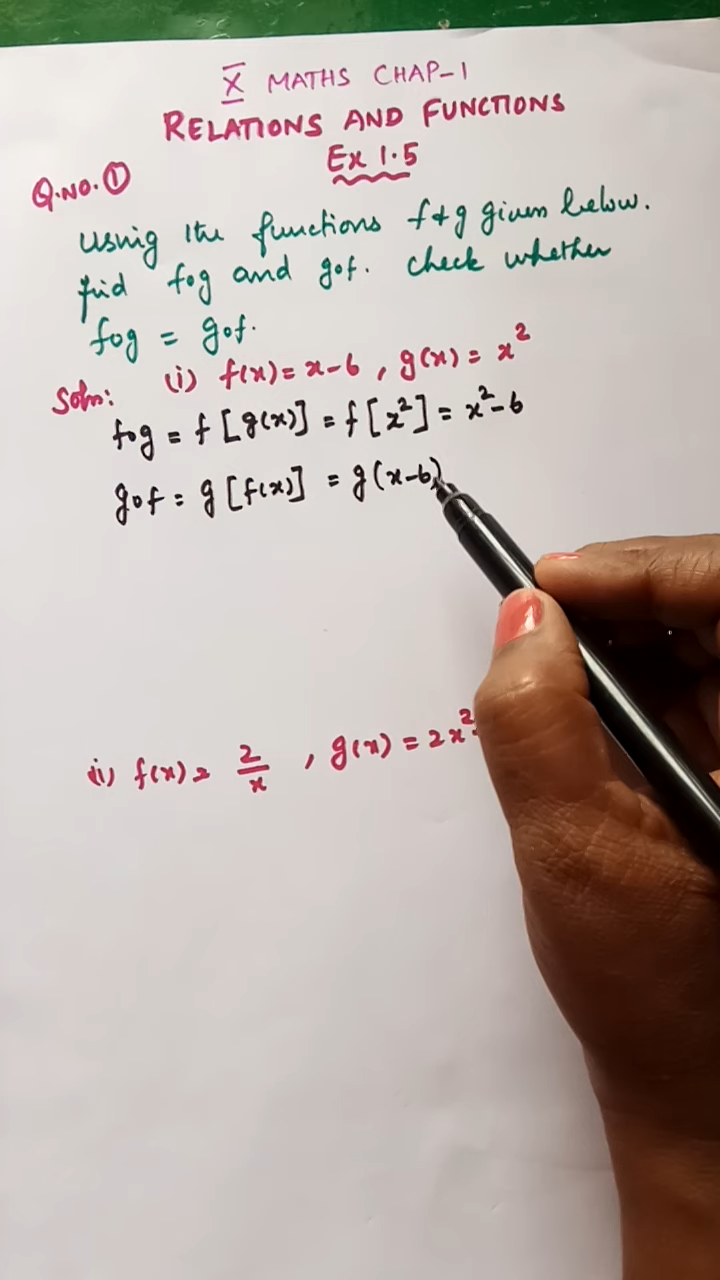 X MATHS CHAP-1
RELATIONS AND FUNCTIONS
Ex 1.5
Q.NO.①
Using the functions f & g given below.
find fog and gof. check whether
fog = gof.
Soln: (i) f(x) = x-6 , g(x) = x²
fog = f [g(x)] = f [x²] = x²-6
gof = g [f(x)] = g(x-6)
ii) f(x) = 2/x , g(x) = 2x²